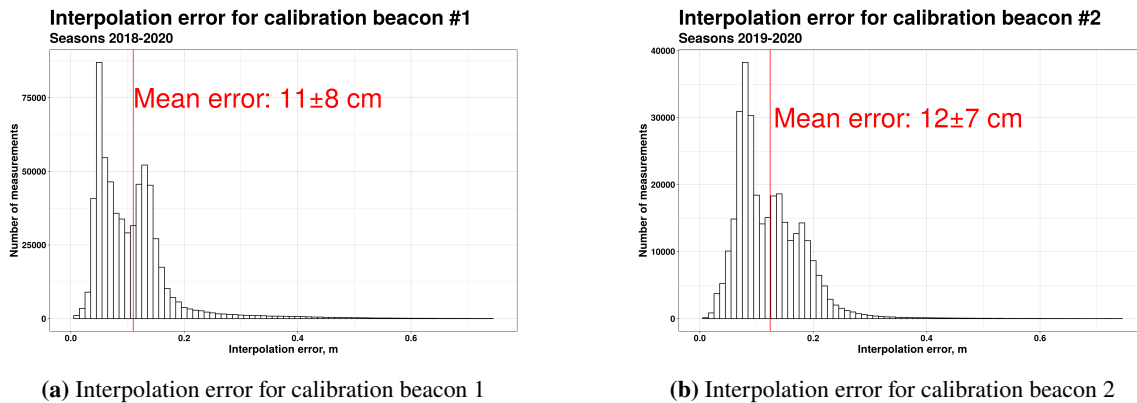 Interpolation error for calibration beacon #1
Seasons 2018-2020
Number of measurements
75000
50000
25000
0
Mean error: 11±8 cm
0.0 0.2 0.4 0.6
Interpolation error, m
(a) Interpolation error for calibration beacon 1
Interpolation error for calibration beacon #2
Seasons 2019-2020
Number of measurements
40000
30000
20000
10000
0
Mean error: 12±7 cm
0.0 0.2 0.4 0.6
Interpolation error, m
(b) Interpolation error for calibration beacon 2